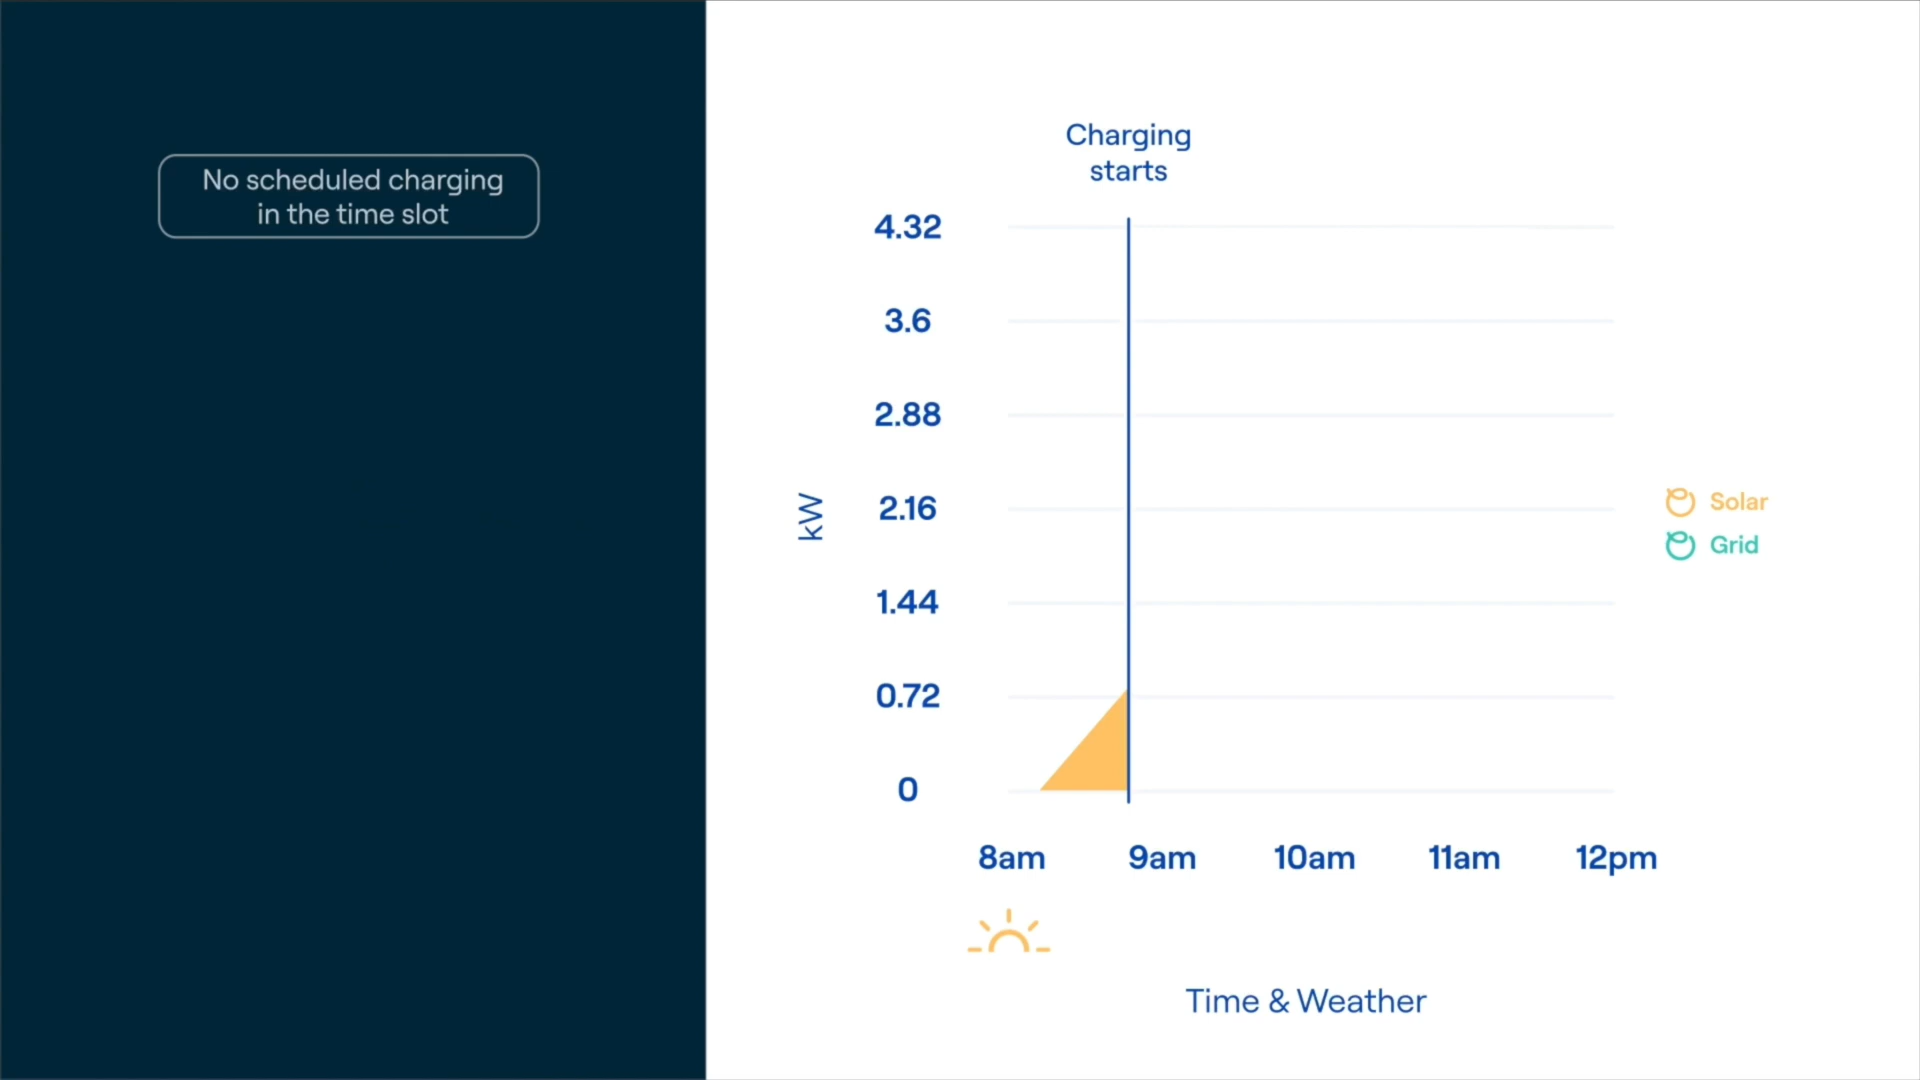 No scheduled charging
in the time slot
Charging
starts
4.32
3.6
2.88
2.16
1.44
0.72
0
kW
Solar
Grid
8am 9am 10am 11am 12pm
Time & Weather